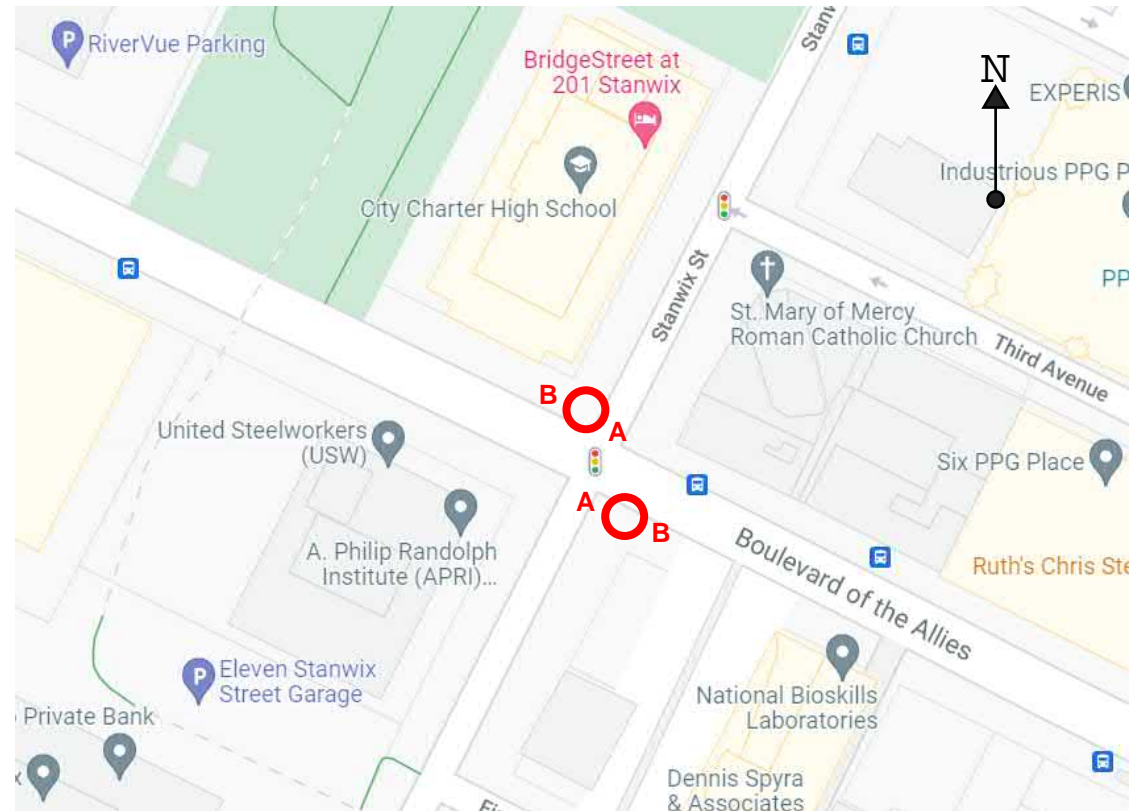 RiverVue Parking
P
BridgeStreet at
201 Stanwix
N
EXPERIS
Industrious PPG P
City Charter High School
PP
Stanwix St
St. Mary of Mercy
Roman Catholic Church
Third Avenue
B
A
United Steelworkers
(USW)
Six PPG Place
A
B
A. Philip Randolph
Institute (APRI)...
Boulevard of the Allies
Ruth's Chris Ste
P
Eleven Stanwix
Street Garage
National Bioskills
Laboratories
Private Bank
Dennis Spyra
& Associates